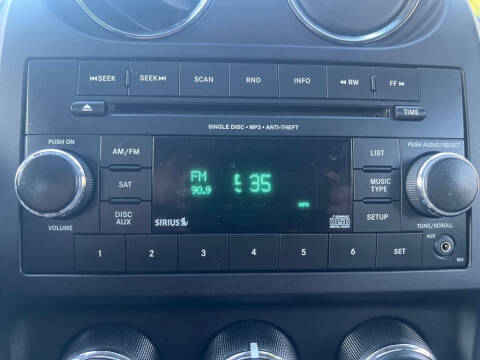 SEEK SEEK SCAN RND INFO RW FF
TIME
SINGLE DISC • MP3 • ANTI-THEFT
PUSH ON
AM/FM
LIST
PUSH AUDIO/SELECT
FM 5 35
90.9
SAT
MUSIC TYPE
INFO
DISC AUX
SIRIUS
SETUP
VOLUME
TUNE/SCROLL
1 2 3 4 5 6 SET
AUX